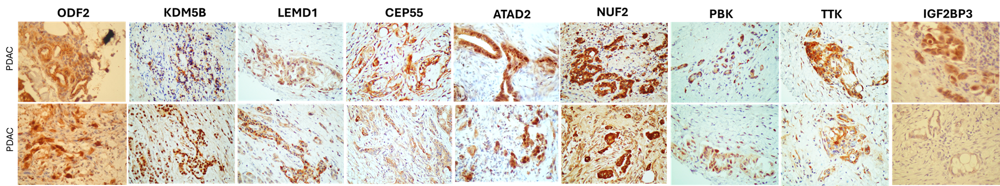 ODF2 KDM5B LEMD1 CEP55 ATAD2 NUF2 PBK TTK IGF2BP3
PDAC
PDAC